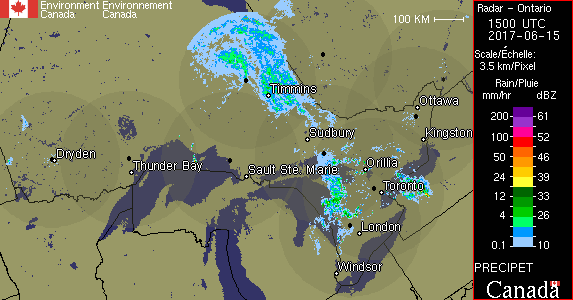 Environment Environnement
Canada Canada
100 KM
Timmins
Ottawa
Sudbury
Kingston
Dryden
Thunder Bay
Sault Ste. Marie
Orillia
Toronto
London
Windsor
Radar - Ontario
1500 UTC
2017-06-15
Scale/Échelle:
3.5 km/Pixel
Rain/Pluie
mm/hr dBZ
200 61
100 52
50 46
24 39
12 33
4 26
0.1 10
PRECIPET
Canada